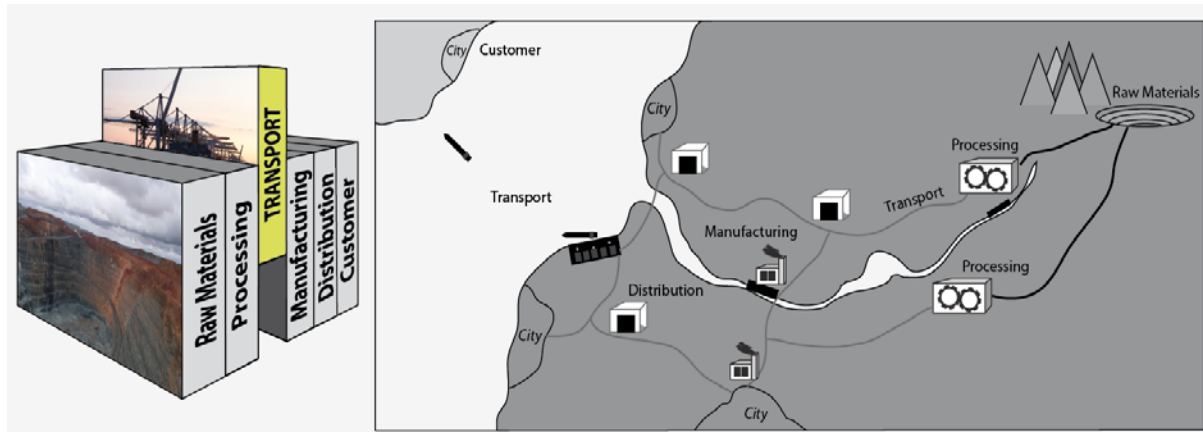 Raw Materials
Processing
TRANSPORT
Manufacturing
Distribution
Customer
City
Customer
City
Raw Materials
Processing
Transport
Transport
Manufacturing
Processing
Distribution
City
City